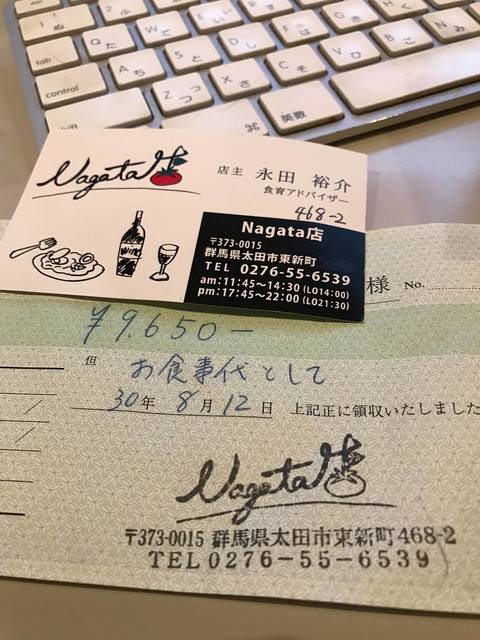 Nagata店
店主 永田 裕介
食育アドバイザー
468-2
Nagata店
〒373-0015
群馬県太田市東新町
TEL 0276-55-6539
am:11:45~14:30(LO14:00)
pm:17:45~22:00(LO21:30)
WINE
様 No.
¥9.650-
但 お食事代として
30年 8月12日 上記正に領収いたしました
Nagata店
〒373-0015 群馬県太田市東新町468-2
TEL0276-55-6539
tab
control
英数
⌘